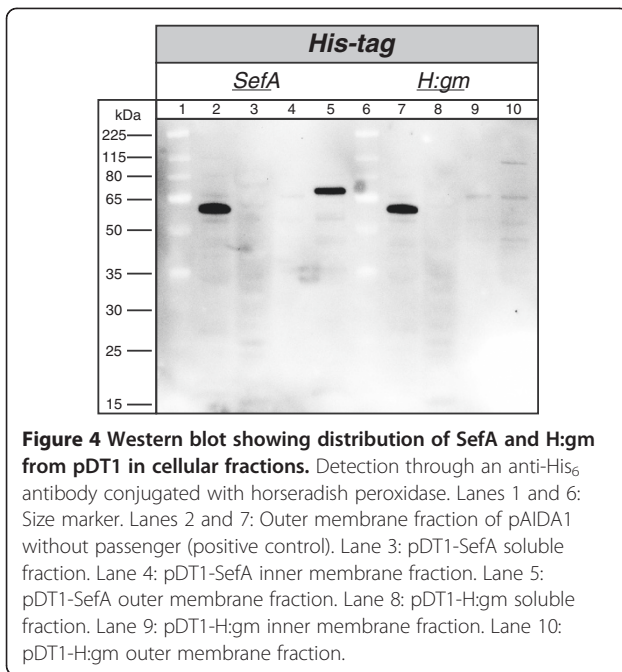 His-tag
SefA H:gm
kDa 1 2 3 4 5 6 7 8 9 10
225
115
80
65
50
35
30
25
15
Figure 4 Western blot showing distribution of SefA and H:gm
from pDT1 in cellular fractions. Detection through an anti-His₆
antibody conjugated with horseradish peroxidase. Lanes 1 and 6:
Size marker. Lanes 2 and 7: Outer membrane fraction of pAIDA1
without passenger (positive control). Lane 3: pDT1-SefA soluble
fraction. Lane 4: pDT1-SefA inner membrane fraction. Lane 5:
pDT1-SefA outer membrane fraction. Lane 8: pDT1-H:gm soluble
fraction. Lane 9: pDT1-H:gm inner membrane fraction. Lane 10:
pDT1-H:gm outer membrane fraction.